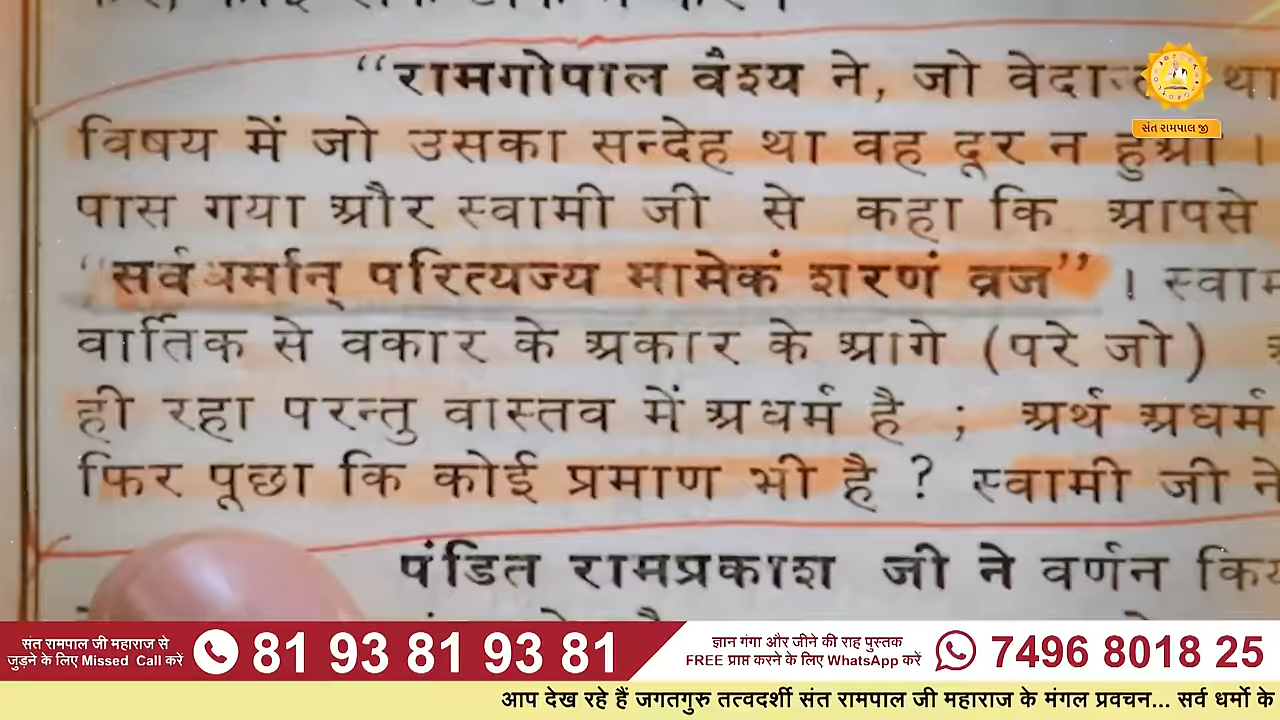 “रामगोपाल वैश्य ने, जो था
विषय में जो उसका सन्देह था वह दूर न हुआ ।
पास गया और स्वामी जी से कहा कि आपसे
“सर्वधर्मान् परित्यज्य मामेकं शरणं व्रज” ।
वार्तिक से वकार के अकार के आगे (परे जो)
ही रहा परन्तु वास्तव में अधर्म है ; अर्थ अधर्म
फिर पूछा कि कोई प्रमाण भी है ? स्वामी जी ने
पंडित रामप्रकाश जी ने वर्णन
સંત રામપાલ જી
संत रामपाल जी महाराज से
जुड़ने के लिए Missed Call करें
81 93 81 93 81
ज्ञान गंगा और जीने की राह पुस्तक
FREE प्राप्त करने के लिए WhatsApp करें
7496 8018 25
आप देख रहे हैं जगतगुरु तत्वदर्शी संत रामपाल जी महाराज के मंगल प्रवचन... सर्व धर्मो के